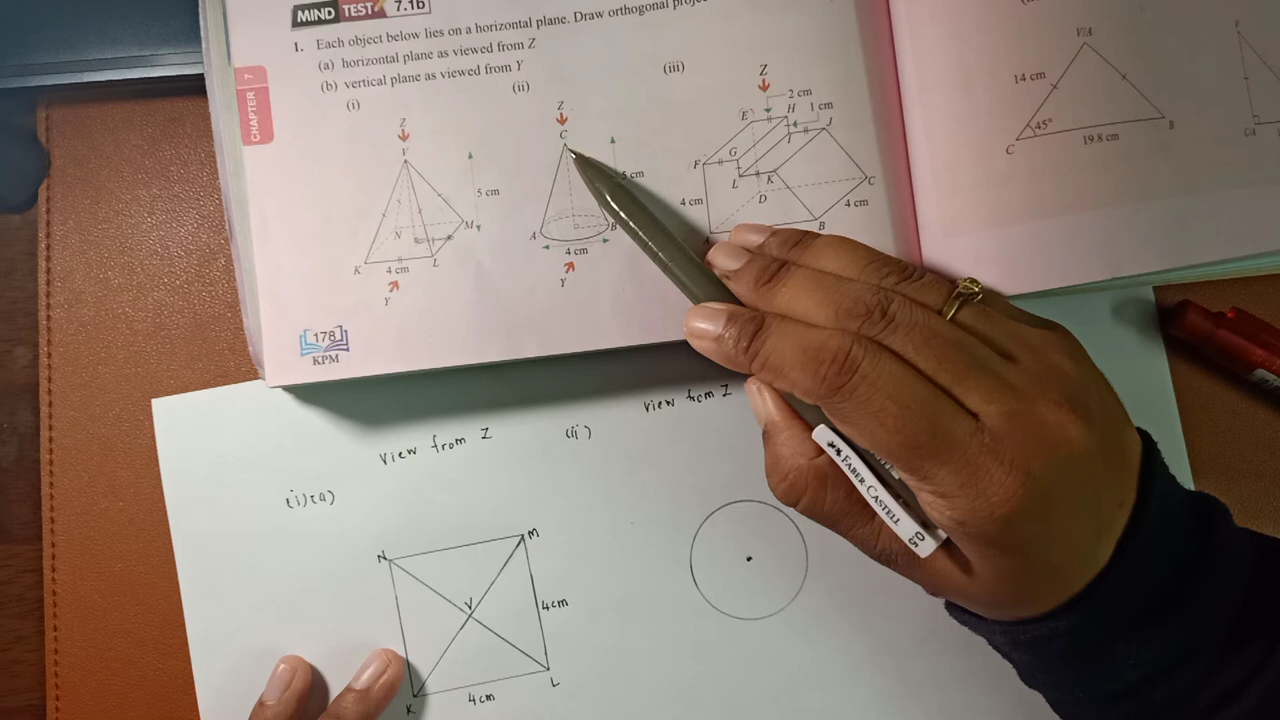 MIND TEST 7.1b
1. Each object below lies on a horizontal plane. Draw orthogonal
(a) horizontal plane as viewed from Z
(b) vertical plane as viewed from Y
(i)
(ii)
(iii)
CHAPTER 7
Z
V
5 cm
N
M
K
4 cm
L
Y
Z
C
5 cm
A
B
4 cm
Y
Z
2 cm
E
H
1 cm
J
I
F
G
L
K
4 cm
D
C
4 cm
B
178
KPM
V/A
14 cm
45°
C
19.8 cm
B
C/A
View from Z
(ii)
View from Z
(i) (a)
N
M
V
4cm
K
4cm
L
FABER-CASTELL
0.5